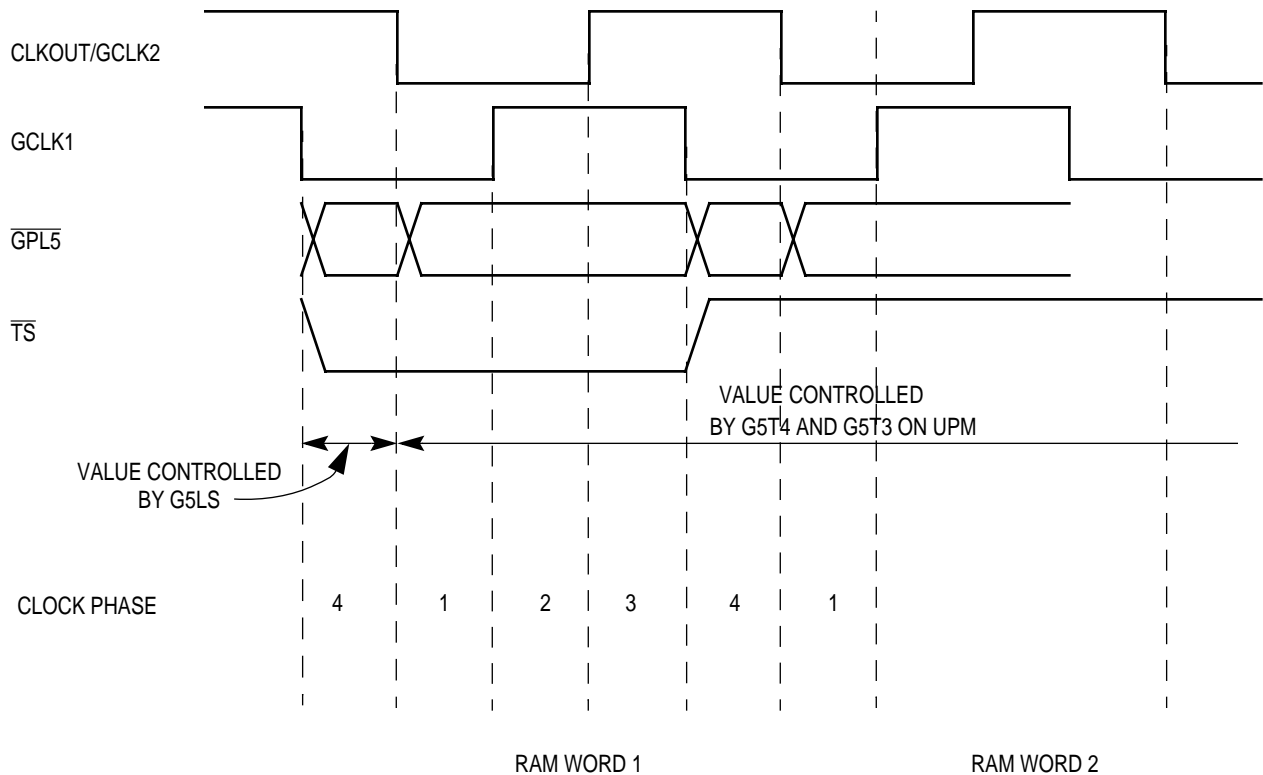 CLKOUT/GCLK2
GCLK1
GPL5
TS
VALUE CONTROLLED
BY G5T4 AND G5T3 ON UPM
VALUE CONTROLLED
BY G5LS
CLOCK PHASE 4 1 2 3 4 1
RAM WORD 1 RAM WORD 2